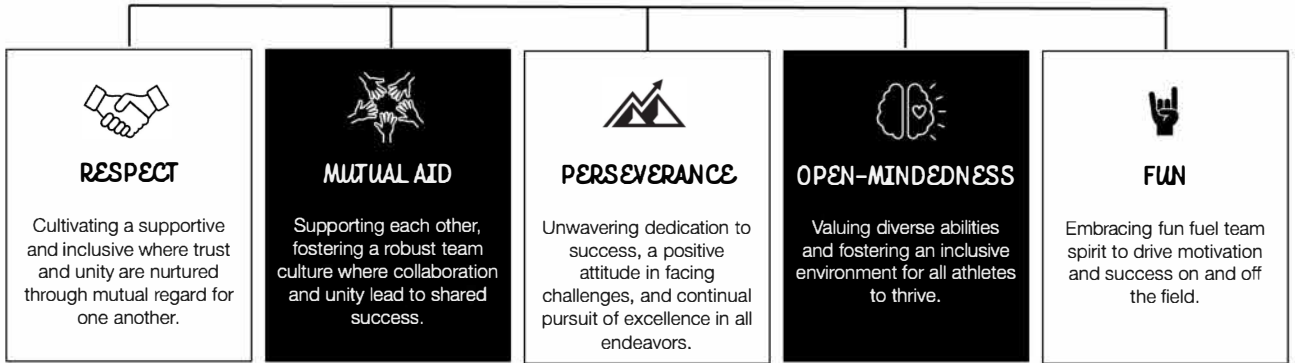 RESPECT
Cultivating a supportive
and inclusive where trust
and unity are nurtured
through mutual regard for
one another.
MUTUAL AID
Supporting each other,
fostering a robust team
culture where collaboration
and unity lead to shared
success.
PERSEVERANCE
Unwavering dedication to
success, a positive
attitude in facing
challenges, and continual
pursuit of excellence in all
endeavors.
OPEN-MINDEDNESS
Valuing diverse abilities
and fostering an inclusive
environment for all athletes
to thrive.
FUN
Embracing fun fuel team
spirit to drive motivation
and success on and off
the field.